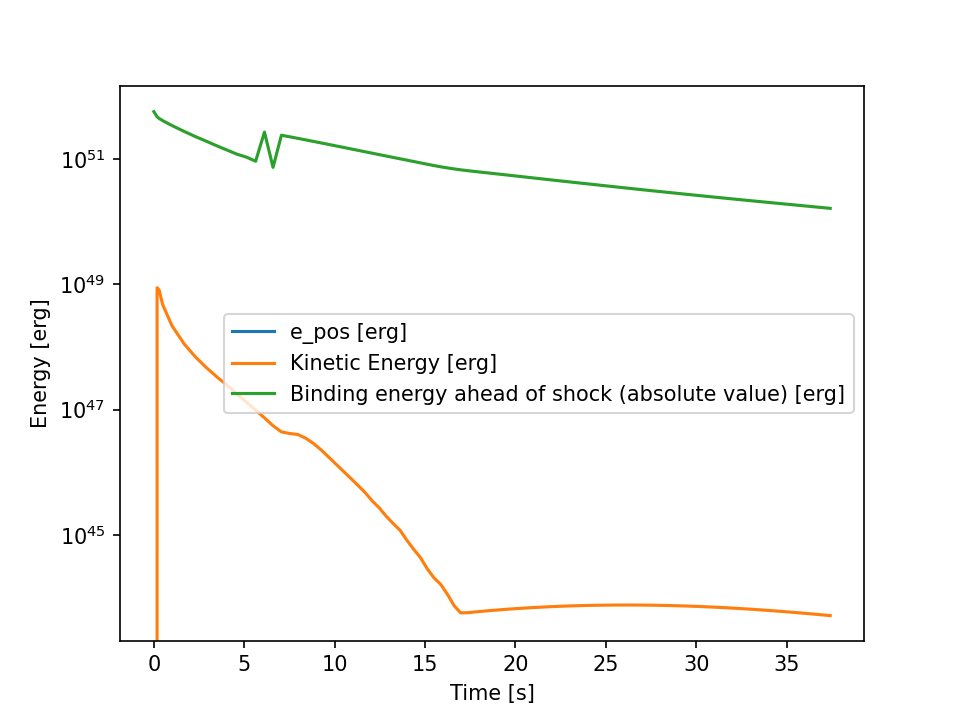 10^51
10^49
10^47
10^45
Energy [erg]
e_pos [erg]
Kinetic Energy [erg]
Binding energy ahead of shock (absolute value) [erg]
0 5 10 15 20 25 30 35
Time [s]